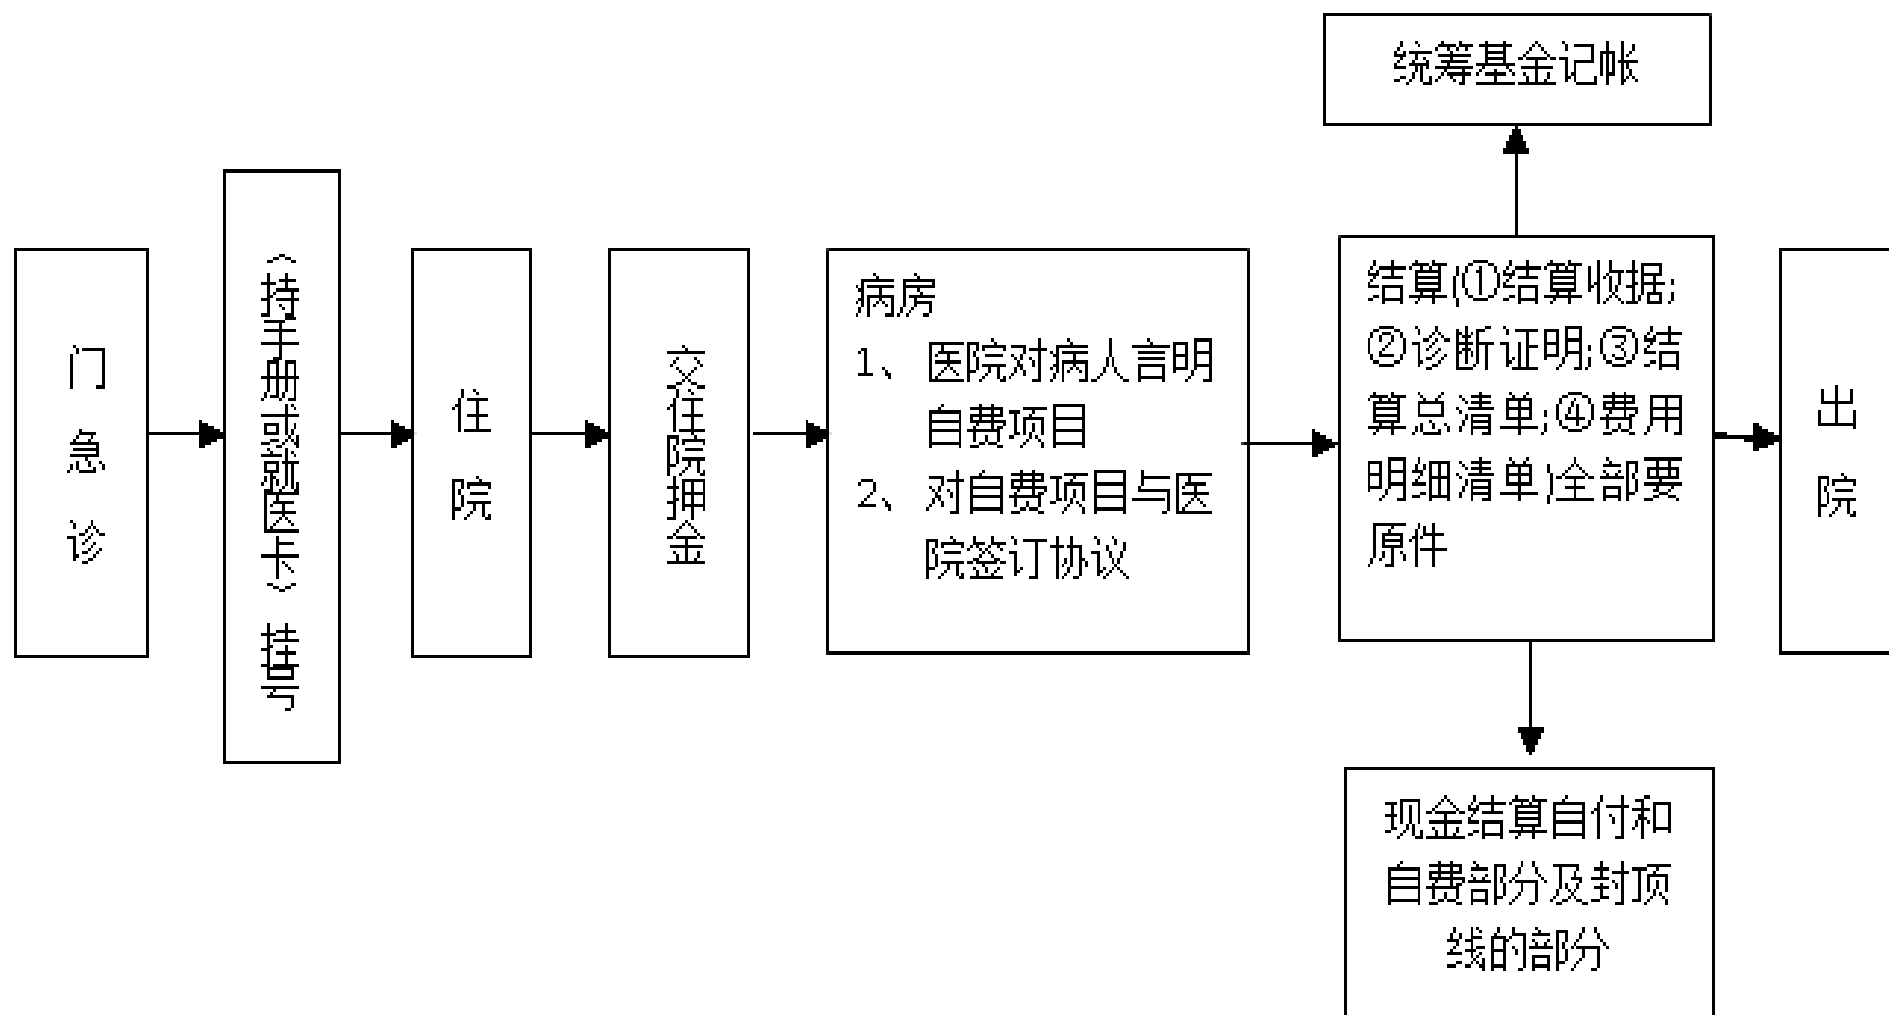 统筹基金记帐
门急诊
（持手册或就医卡）挂号
住院
交住院押金
病房
1、 医院对病人言明
自费项目
2、 对自费项目与医
院签订协议
结算(①结算收据;
②诊断证明;③结
算总清单;④费用
明细清单)全部要
原件
出院
现金结算自付和
自费部分及封顶
线的部分